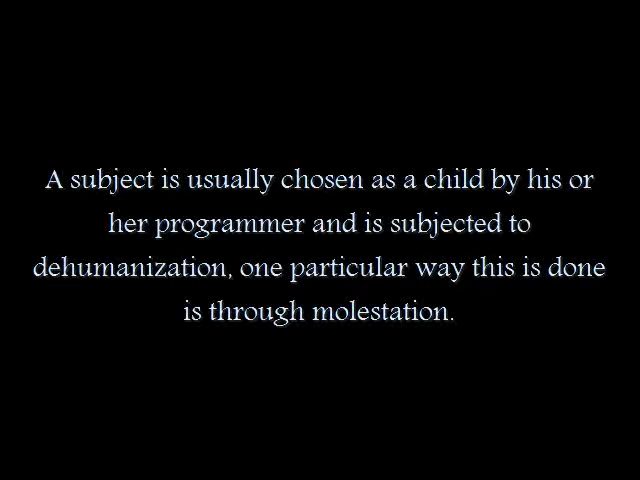 A subject is usually chosen as a child by his or
her programmer and is subjected to
dehumanization, one particular way this is done
is through molestation.